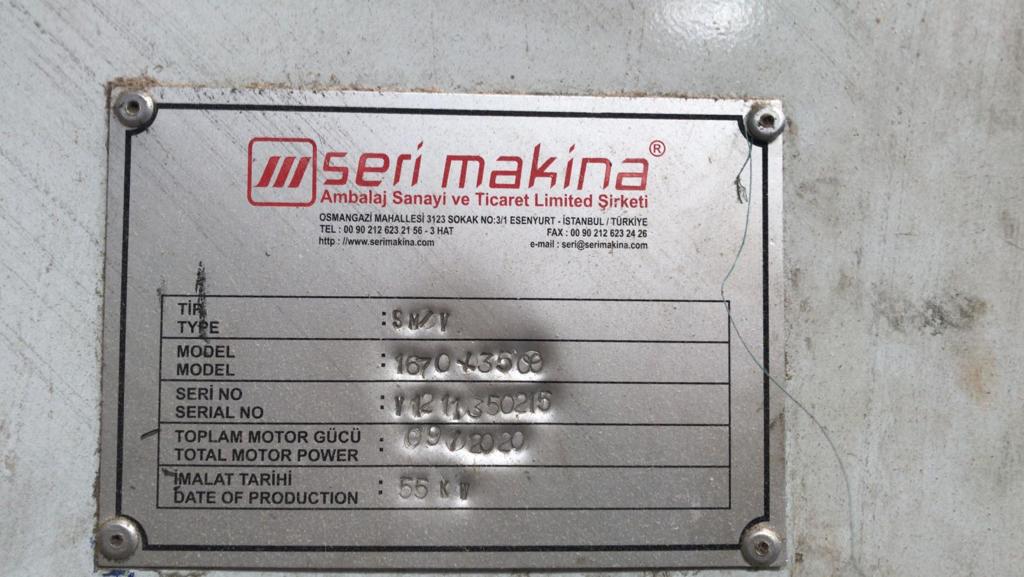 seri makina®
Ambalaj Sanayi ve Ticaret Limited Şirketi
OSMANGAZİ MAHALLESİ 3123 SOKAK NO:3/1 ESENYURT - İSTANBUL / TÜRKİYE
TEL : 00 90 212 623 21 56 - 3 HAT FAX : 00 90 212 623 24 26
http : //www.serimakina.com e-mail : seri@serimakina.com
TİP
TYPE : SM/V
MODEL
MODEL : 1670
SERİ NO
SERIAL NO :
TOPLAM MOTOR GÜCÜ
TOTAL MOTOR POWER : 09/2020
İMALAT TARİHİ
DATE OF PRODUCTION : 55 KW